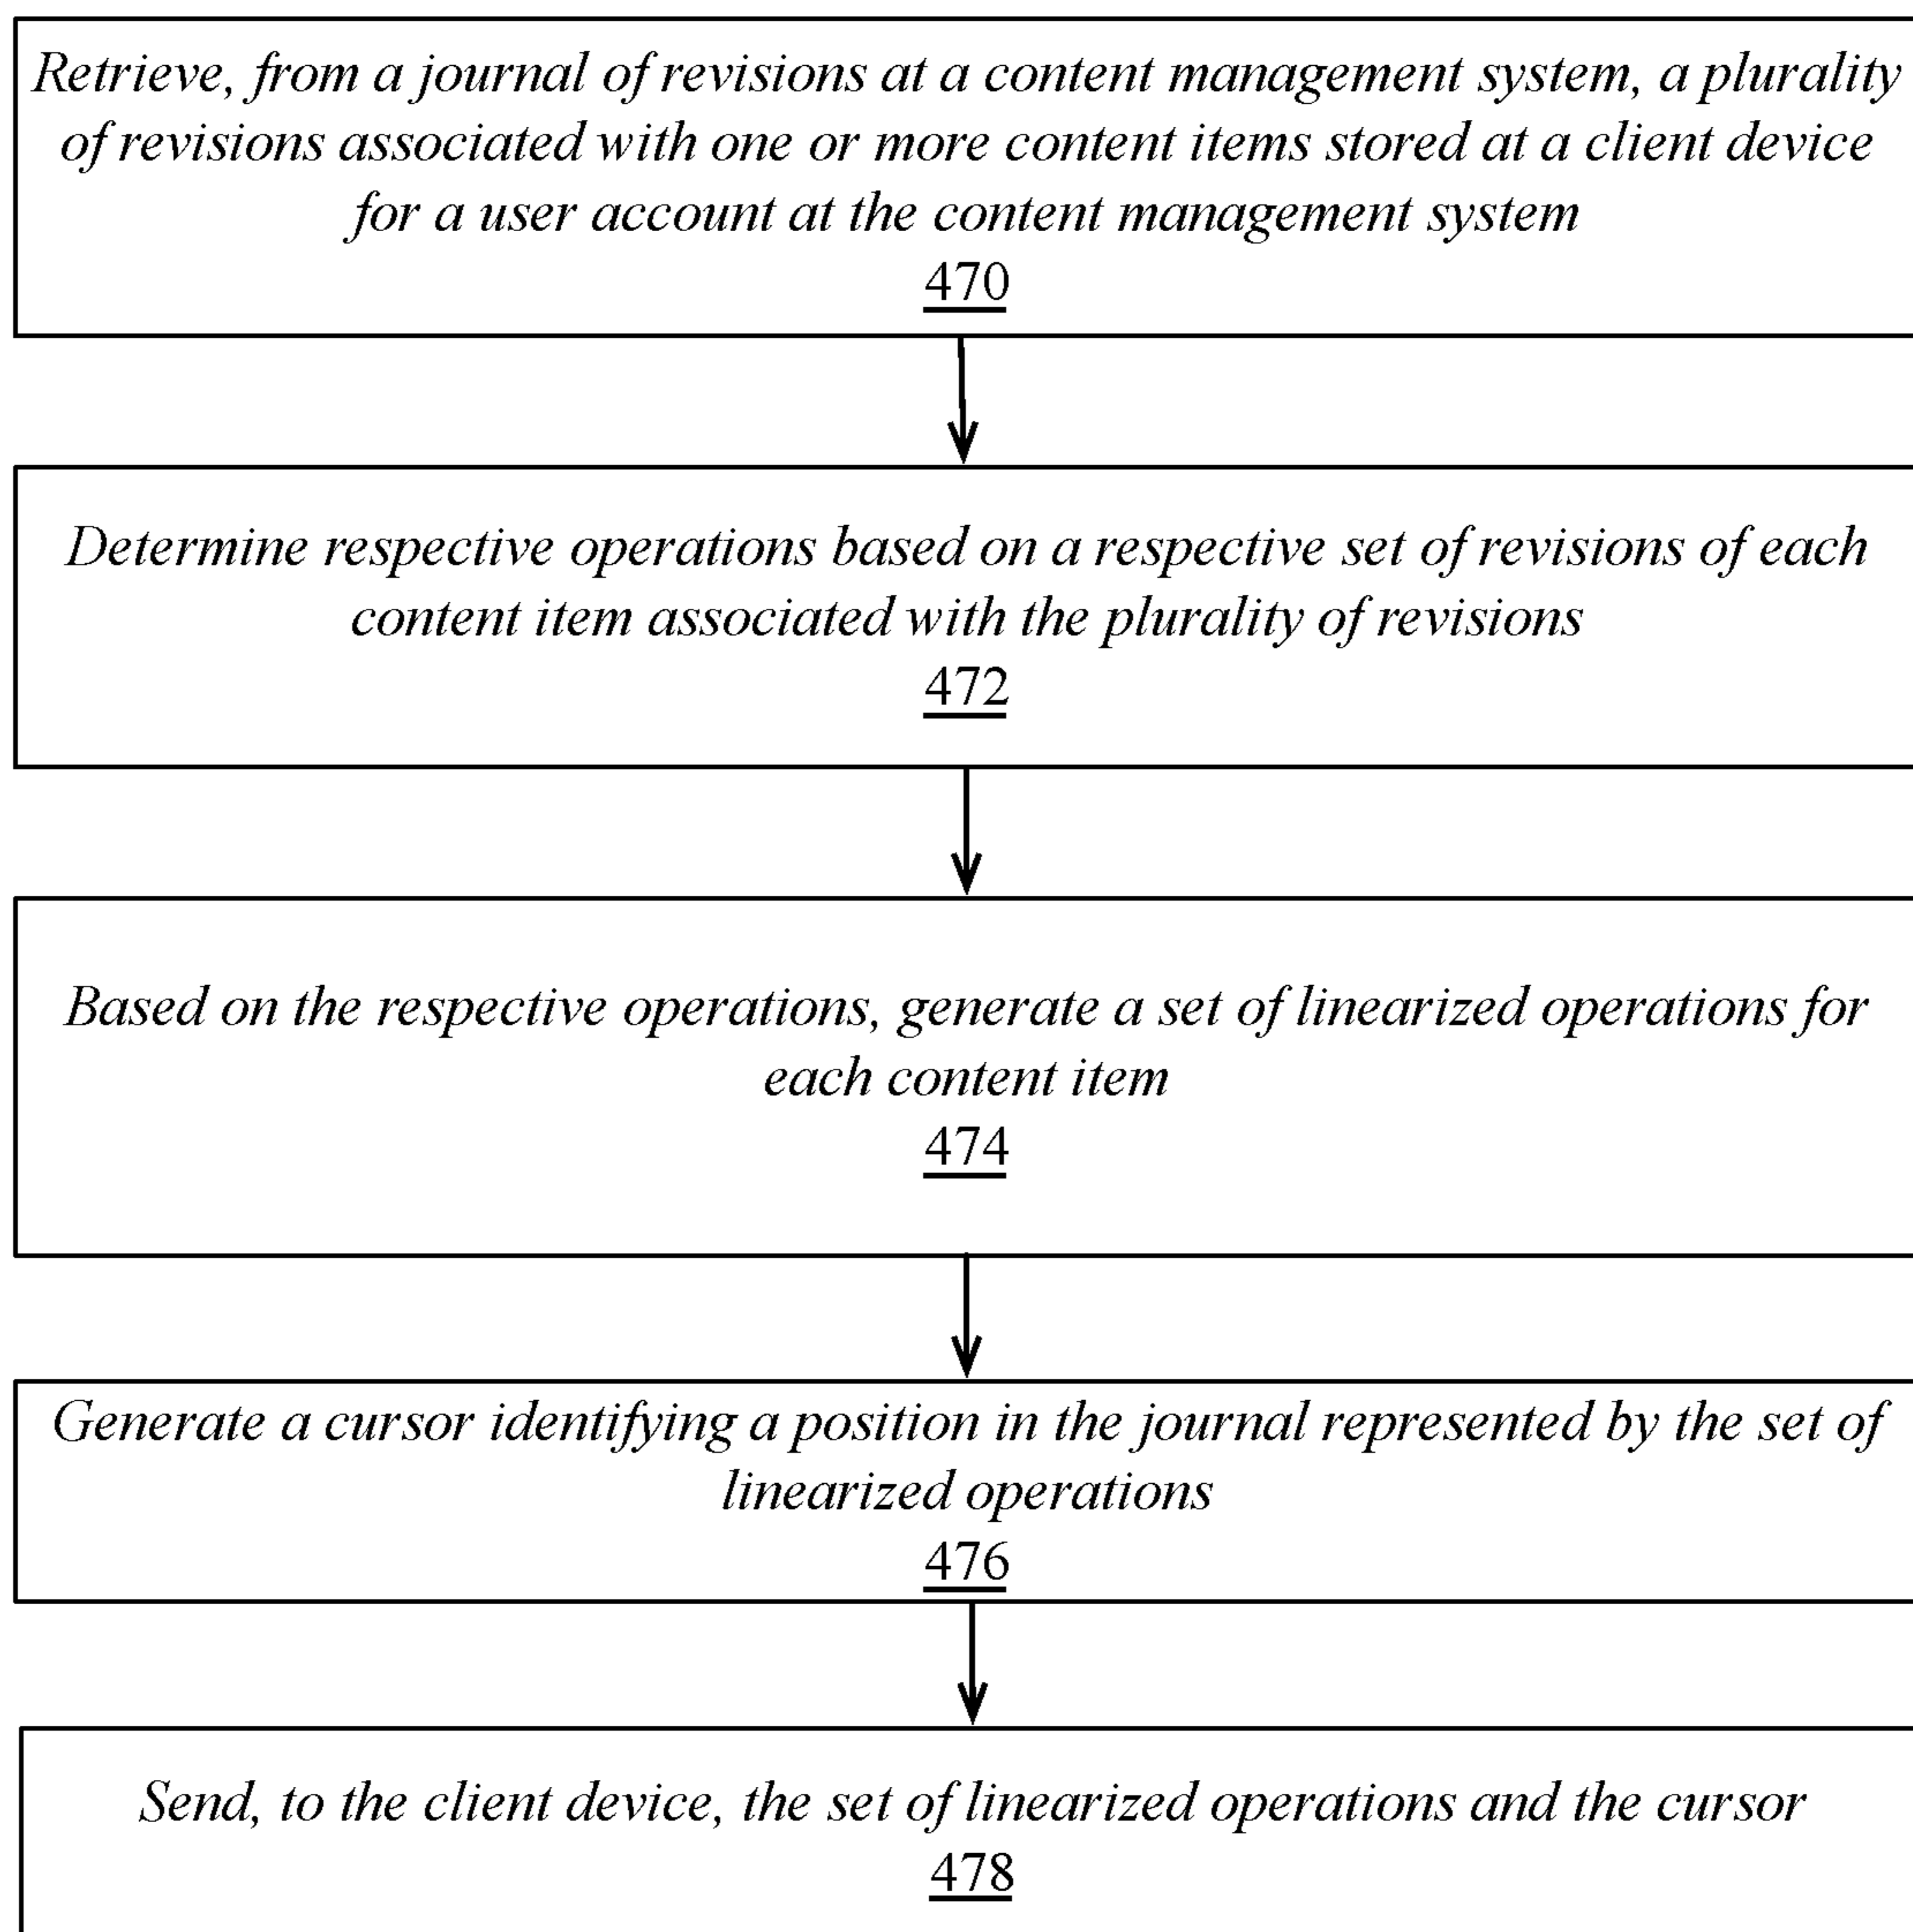 Retrieve, from a journal of revisions at a content management system, a plurality
of revisions associated with one or more content items stored at a client device
for a user account at the content management system
470
Determine respective operations based on a respective set of revisions of each
content item associated with the plurality of revisions
472
Based on the respective operations, generate a set of linearized operations for
each content item
474
Generate a cursor identifying a position in the journal represented by the set of
linearized operations
476
Send, to the client device, the set of linearized operations and the cursor
478